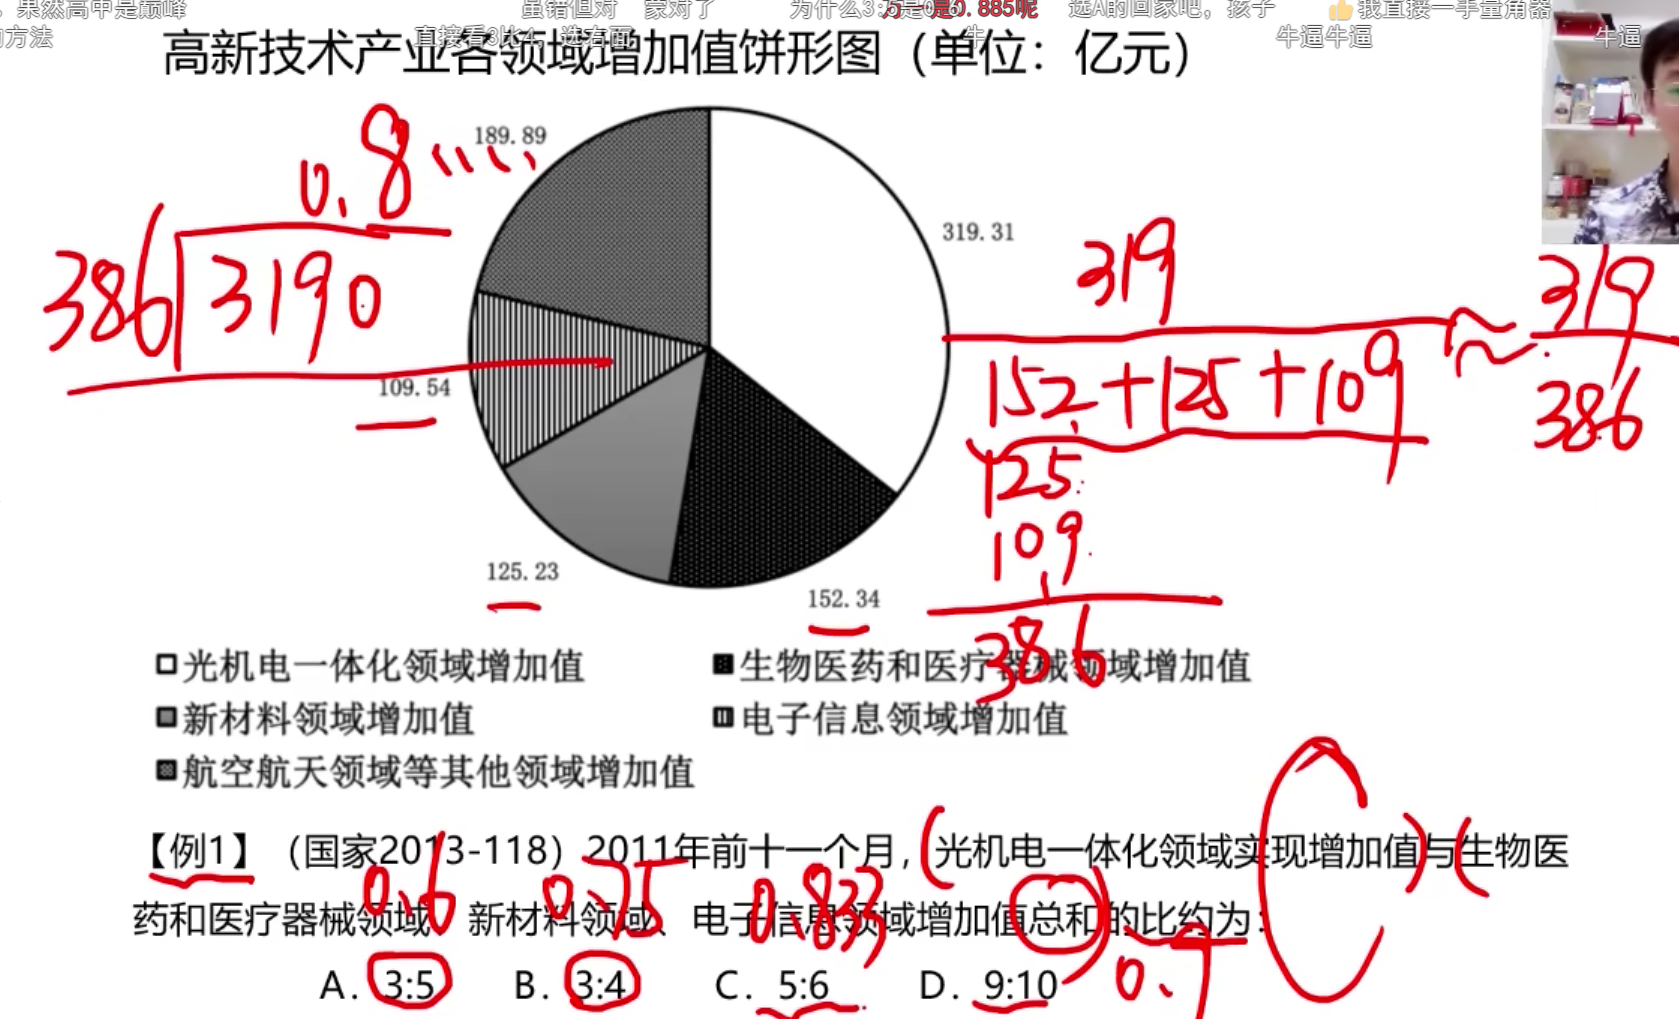 果然高中是巅峰
虽错但对
蒙对了
为什么3:5是0.6
万一是0.885呢
选A的回家吧，孩子
我直接一手量角器
方法
直接看3比4，选右面
牛
牛逼牛逼
牛逼
高新技术产业各领域增加值饼形图（单位：亿元）
0.8
189.89
319.31
386
3190
319
152+125+109
≈
319
386
109.54
125
109
386
125.23
152.34
光机电一体化领域增加值
生物医药和医疗器械领域增加值
新材料领域增加值
电子信息领域增加值
航空航天领域等其他领域增加值
【例1】（国家2013-118）2011年前十一个月，光机电一体化领域实现增加值与生物医
药和医疗器械领域、新材料领域、电子信息领域增加值总和的比约为：
0.6
0.75
0.833
0.9
C
A. 3:5 B. 3:4 C. 5:6 D. 9:10